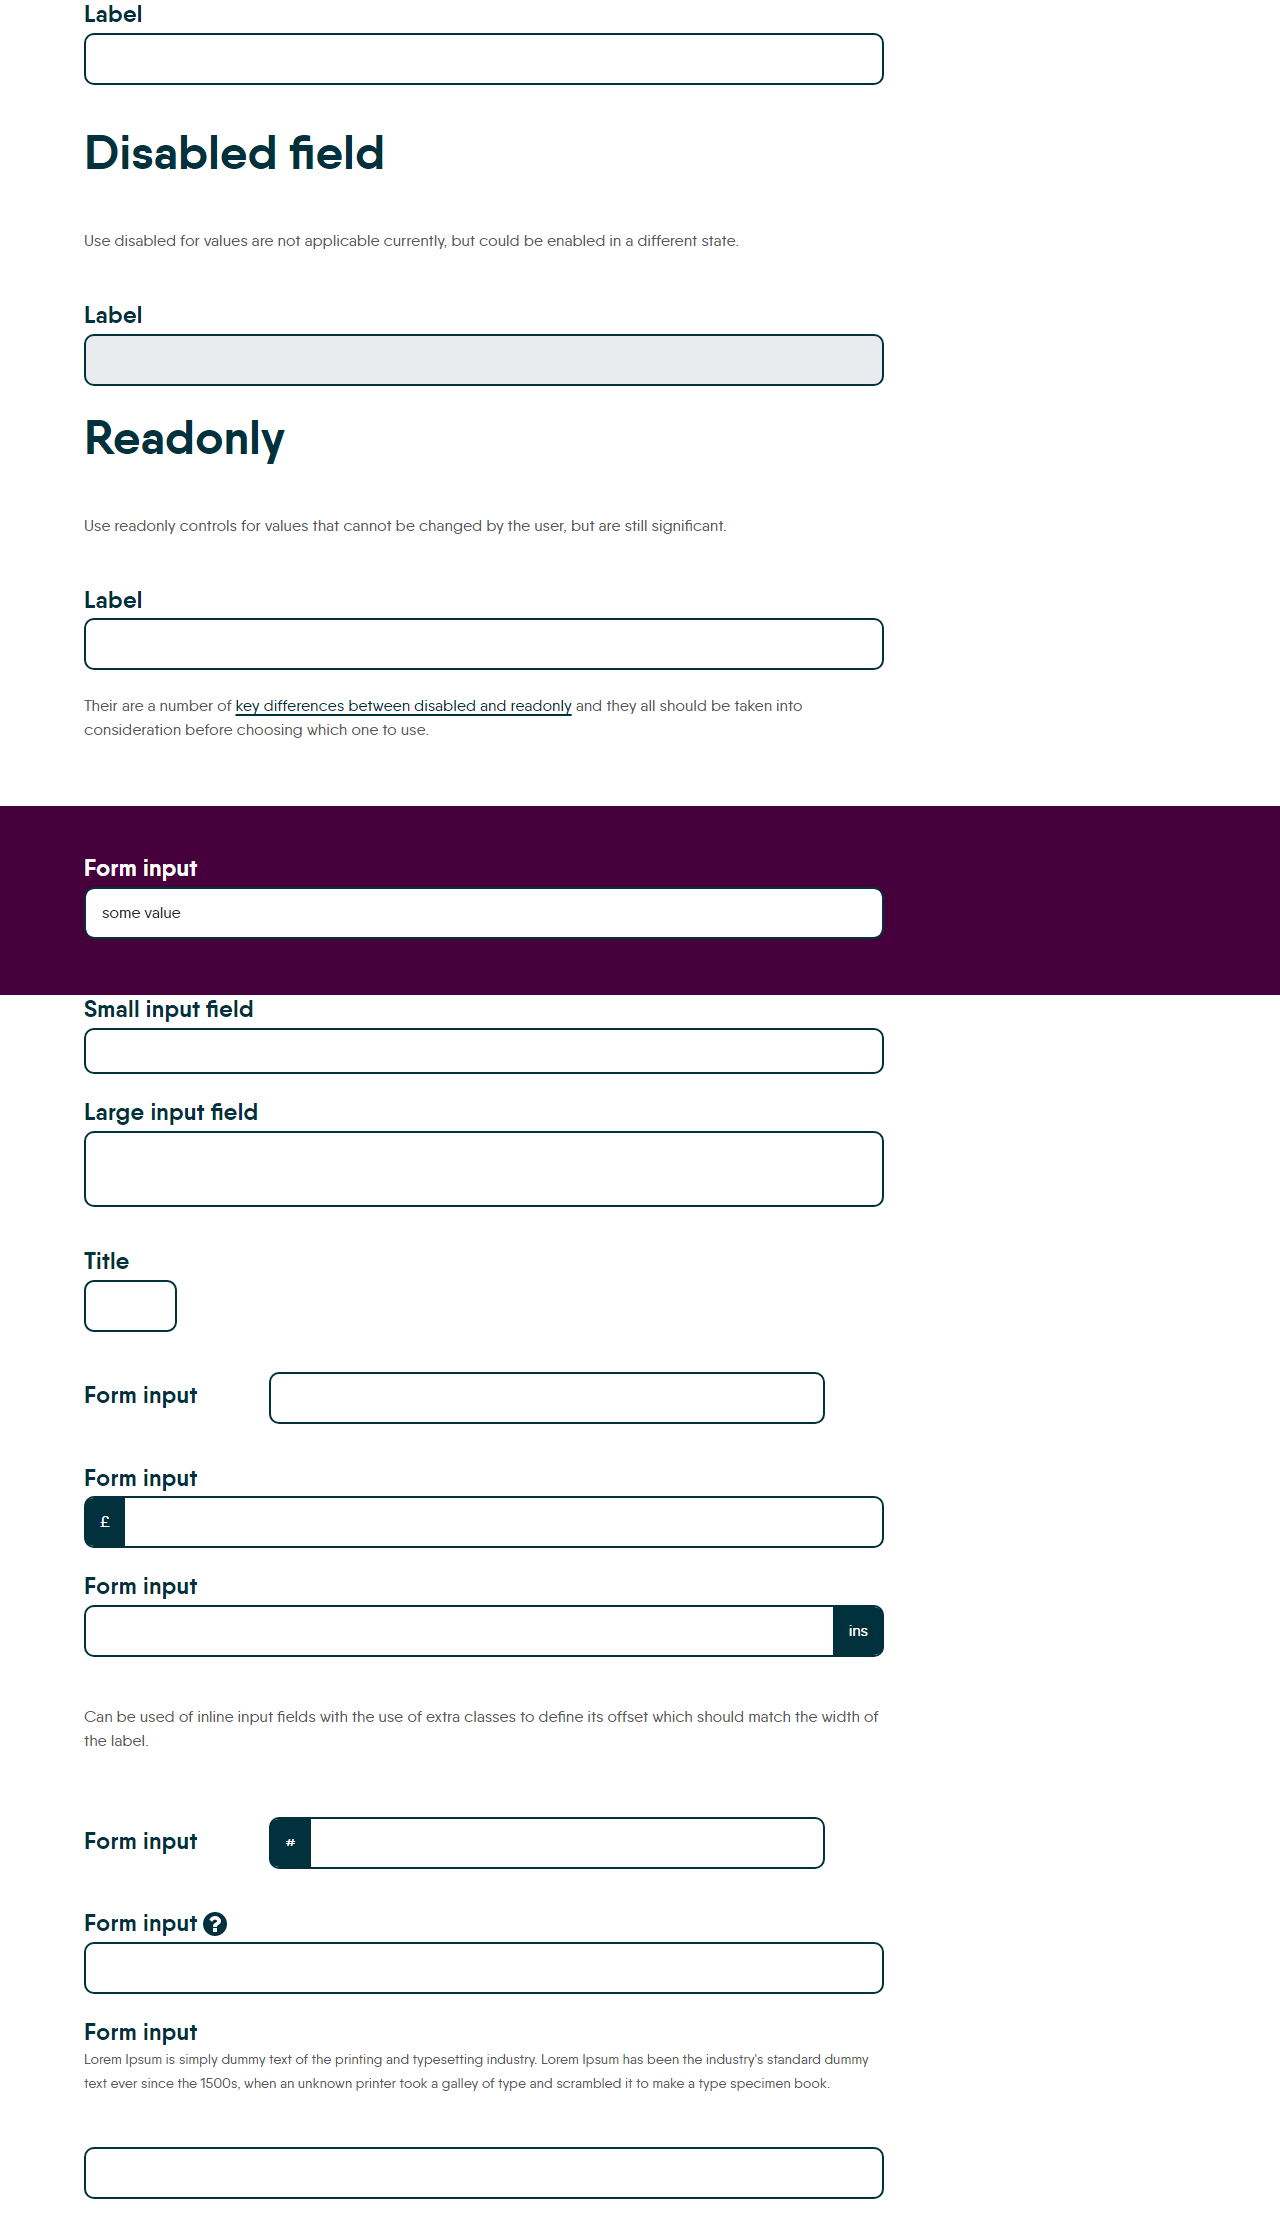 Label
Disabled field
Use disabled for values are not applicable currently, but could be enabled in a different state.
Label
Readonly
Use readonly controls for values that cannot be changed by the user, but are still significant.
Label
Their are a number of key differences between disabled and readonly and they all should be taken into
consideration before choosing which one to use.
Form input
some value
Small input field
Large input field
Title
Form input
Form input
£
Form input
ins
Can be used of inline input fields with the use of extra classes to define its offset which should match the width of
the label.
Form input
#
Form input ?
Form input
Lorem Ipsum is simply dummy text of the printing and typesetting industry. Lorem Ipsum has been the industry's standard dummy
text ever since the 1500s, when an unknown printer took a galley of type and scrambled it to make a type specimen book.